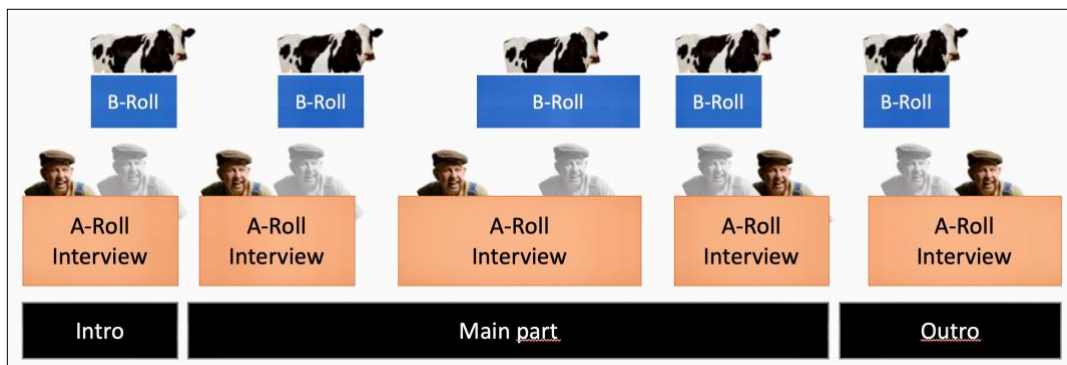 B-Roll
B-Roll
B-Roll
B-Roll
B-Roll
A-Roll
Interview
A-Roll
Interview
A-Roll
Interview
A-Roll
Interview
A-Roll
Interview
Intro
Main part
Outro